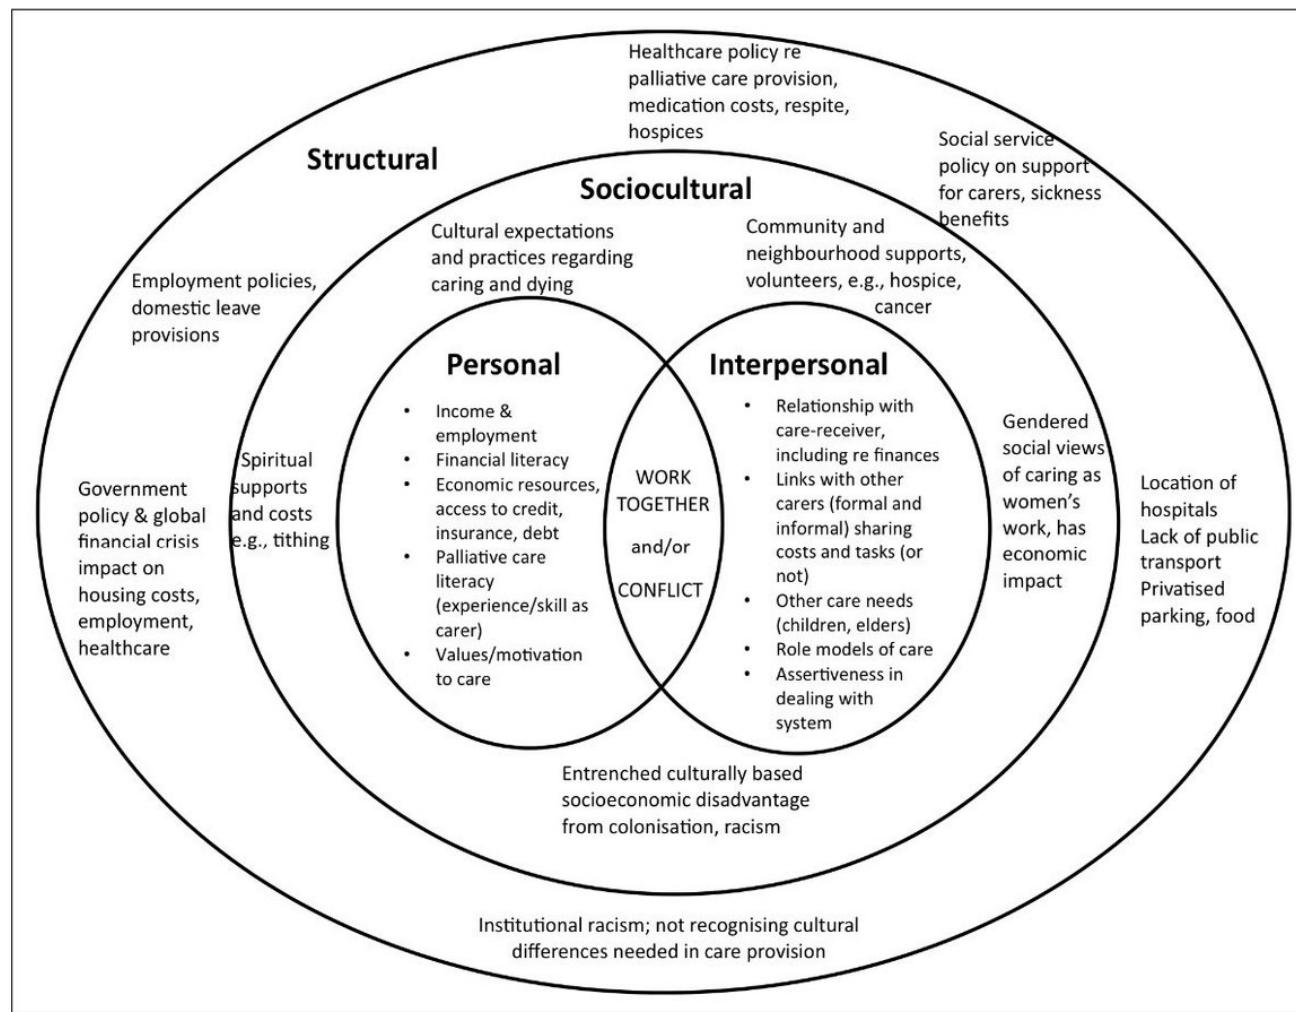 Healthcare policy re
palliative care provision,
medication costs, respite,
hospices
Structural
Social service
policy on support
for carers, sickness
benefits
Sociocultural
Cultural expectations
and practices regarding
caring and dying
Community and
neighbourhood supports,
volunteers, e.g., hospice,
cancer
Employment policies,
domestic leave
provisions
Personal
• Income &
employment
• Financial literacy
• Economic resources,
access to credit,
insurance, debt
• Palliative care
literacy
(experience/skill as
carer)
• Values/motivation
to care
WORK
TOGETHER
and/or
CONFLICT
Interpersonal
• Relationship with
care-receiver,
including re finances
• Links with other
carers (formal and
informal) sharing
costs and tasks (or
not)
• Other care needs
(children, elders)
• Role models of care
• Assertiveness in
dealing with
system
Gendered
social views
of caring as
women's
work, has
economic
impact
Spiritual
supports
and costs
e.g., tithing
Government
policy & global
financial crisis
impact on
housing costs,
employment,
healthcare
Location of
hospitals
Lack of public
transport
Privatised
parking, food
Entrenched culturally based
socioeconomic disadvantage
from colonisation, racism
Institutional racism; not recognising cultural
differences needed in care provision